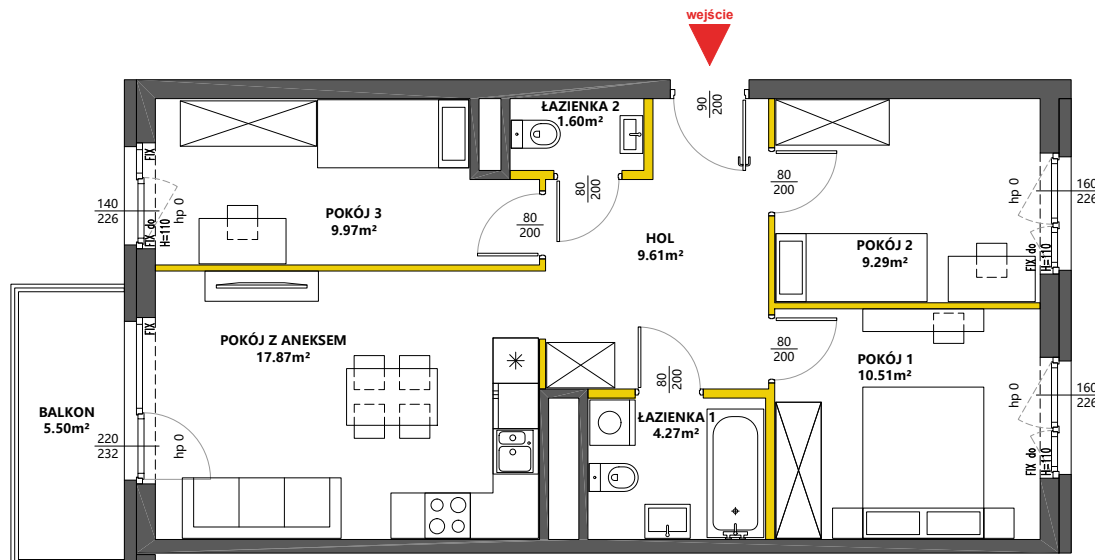 wejście
90
200
ŁAZIENKA 2
1.60m²
80
200
FIX
hp 0
140
226
FIX do
H=110
POKÓJ 3
9.97m²
80
200
HOL
9.61m²
80
200
POKÓJ 2
9.29m²
hp 0
160
226
FIX do
H=110
POKÓJ Z ANEKSEM
17.87m²
FIX
BALKON
5.50m²
220
232
hp 0
80
200
ŁAZIENKA 1
4.27m²
80
200
POKÓJ 1
10.51m²
hp 0
160
226
FIX do
H=110